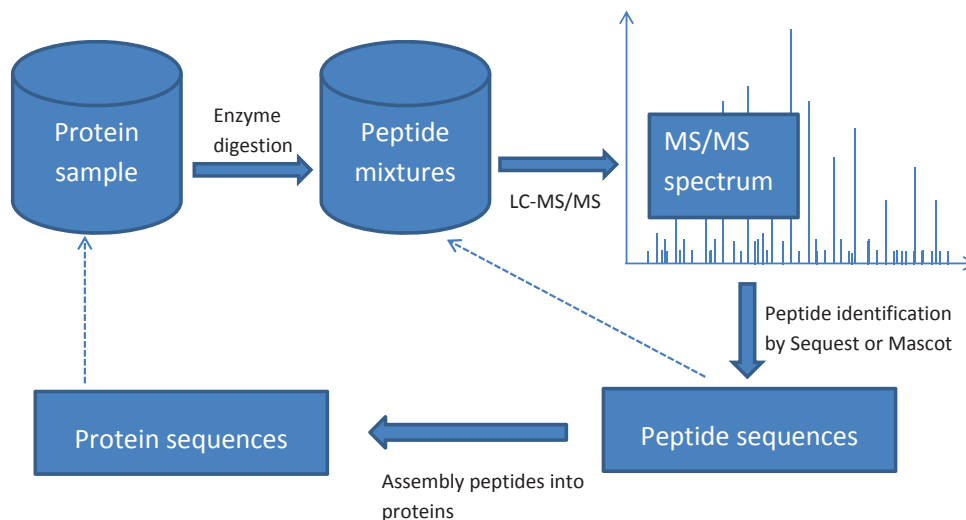 Protein
sample
Enzyme
digestion
Peptide
mixtures
LC-MS/MS
MS/MS
spectrum
Peptide identification
by Sequest or Mascot
Peptide sequences
Assembly peptides into
proteins
Protein sequences